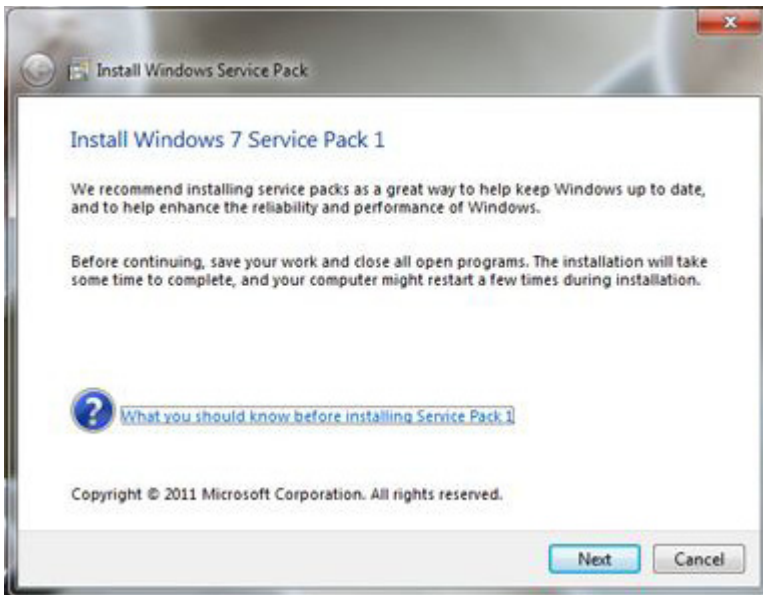 Install Windows Service Pack
Install Windows 7 Service Pack 1
We recommend installing service packs as a great way to help keep Windows up to date,
and to help enhance the reliability and performance of Windows.
Before continuing, save your work and close all open programs. The installation will take
some time to complete, and your computer might restart a few times during installation.
What you should know before installing Service Pack 1
Copyright © 2011 Microsoft Corporation. All rights reserved.
Next Cancel